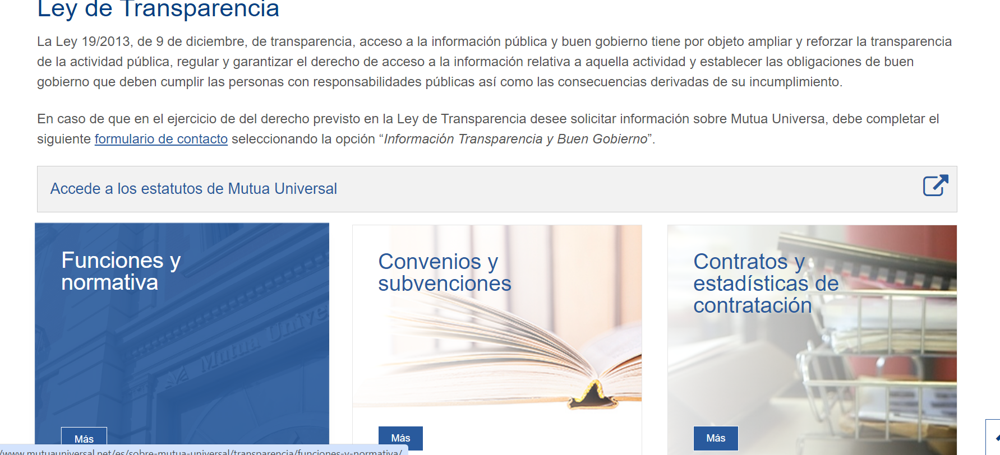 Ley de Transparencia
La Ley 19/2013, de 9 de diciembre, de transparencia, acceso a la información pública y buen gobierno tiene por objeto ampliar y reforzar la transparencia
de la actividad pública, regular y garantizar el derecho de acceso a la información relativa a aquella actividad y establecer las obligaciones de buen
gobierno que deben cumplir las personas con responsabilidades públicas así como las consecuencias derivadas de su incumplimiento.
En caso de que en el ejercicio de del derecho previsto en la Ley de Transparencia desee solicitar información sobre Mutua Universa, debe completar el
siguiente formulario de contacto seleccionando la opción “Información Transparencia y Buen Gobierno”.
Accede a los estatutos de Mutua Universal
Funciones y
normativa
Mutua Unive
Más
Convenios y
subvenciones
Más
Contratos y
estadísticas de
contratación
Más
/www.mutuauniversal.net/es/sobre-mutua-universal/transparencia/funciones-y-normativa/